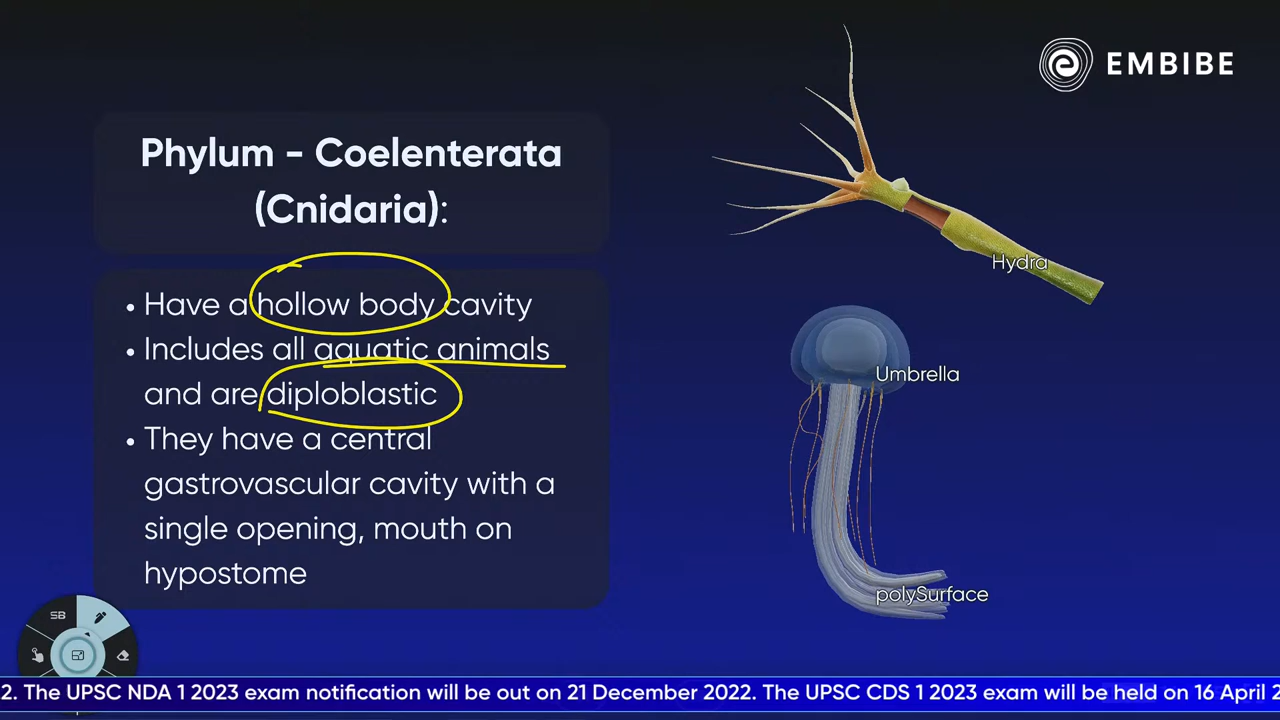 EMBIBE
Phylum - Coelenterata
(Cnidaria):
• Have a hollow body cavity
• Includes all aquatic animals
and are diploblastic
• They have a central
gastrovascular cavity with a
single opening, mouth on
hypostome
Hydra
Umbrella
polySurface
SB
2. The UPSC NDA 1 2023 exam notification will be out on 21 December 2022. The UPSC CDS 1 2023 exam will be held on 16 April 2